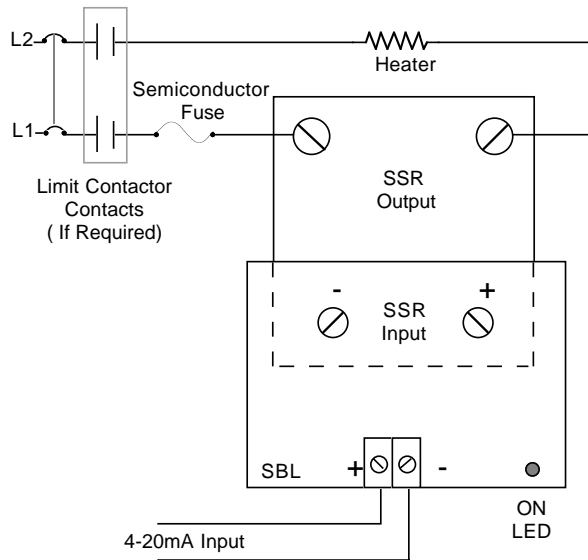 L2
Heater
Semiconductor
Fuse
L1
Limit Contactor
Contacts
( If Required)
SSR
Output
- +
SSR
Input
SBL
+ -
ON
LED
4-20mA Input